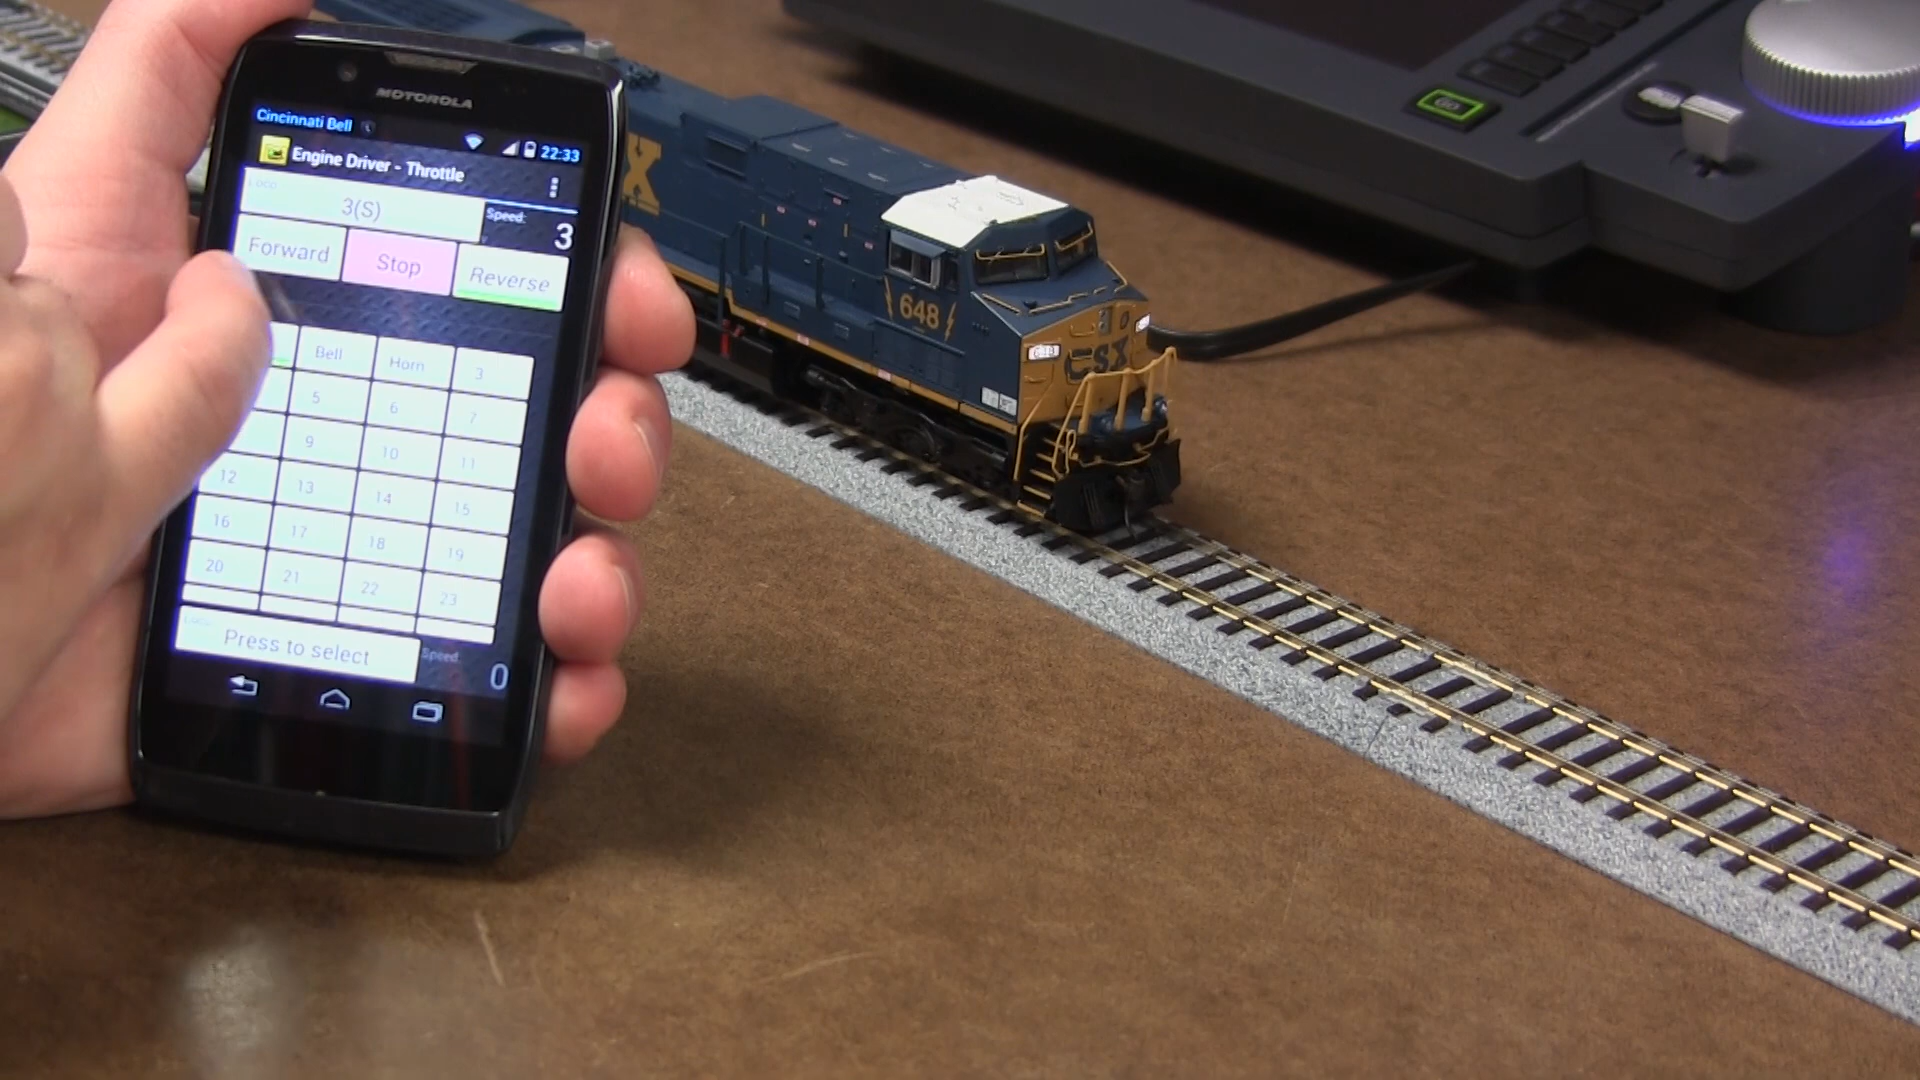 MOTOROLA
Cincinnati Bell
22:33
Engine Driver - Throttle
Loco:
3(S)
Speed:
3
Forward
Stop
Reverse
Bell
Horn
3
5
6
7
9
10
11
12
13
14
15
16
17
18
19
20
21
22
23
Press to select
Speed:
0
X
648
CSX
GO